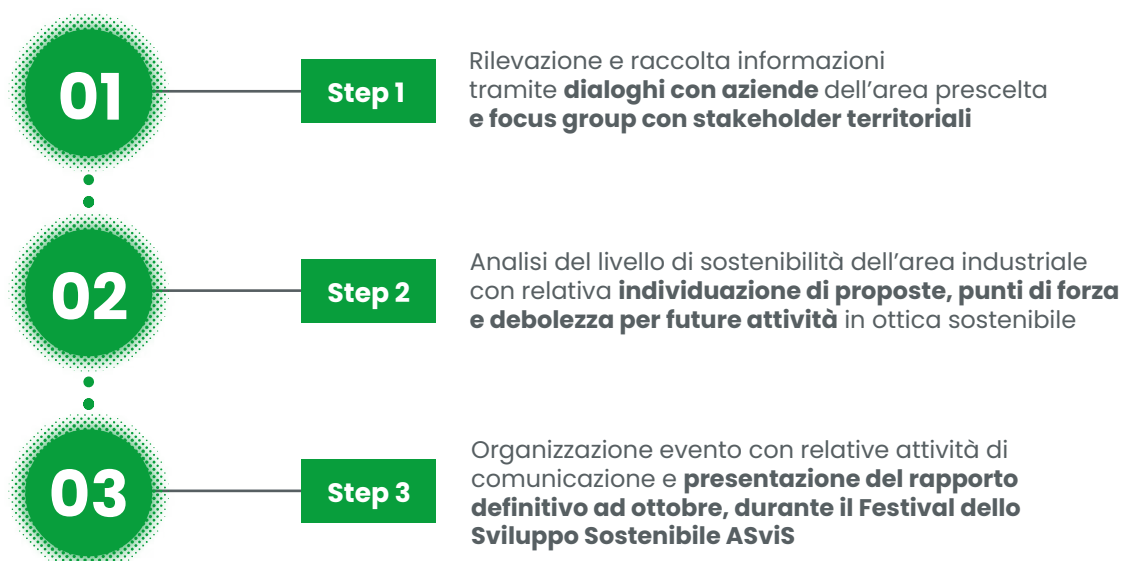 01
Step 1
Rilevazione e raccolta informazioni
tramite dialoghi con aziende dell'area prescelta
e focus group con stakeholder territoriali
02
Step 2
Analisi del livello di sostenibilità dell'area industriale
con relativa individuazione di proposte, punti di forza
e debolezza per future attività in ottica sostenibile
03
Step 3
Organizzazione evento con relative attività di
comunicazione e presentazione del rapporto
definitivo ad ottobre, durante il Festival dello
Sviluppo Sostenibile ASviS